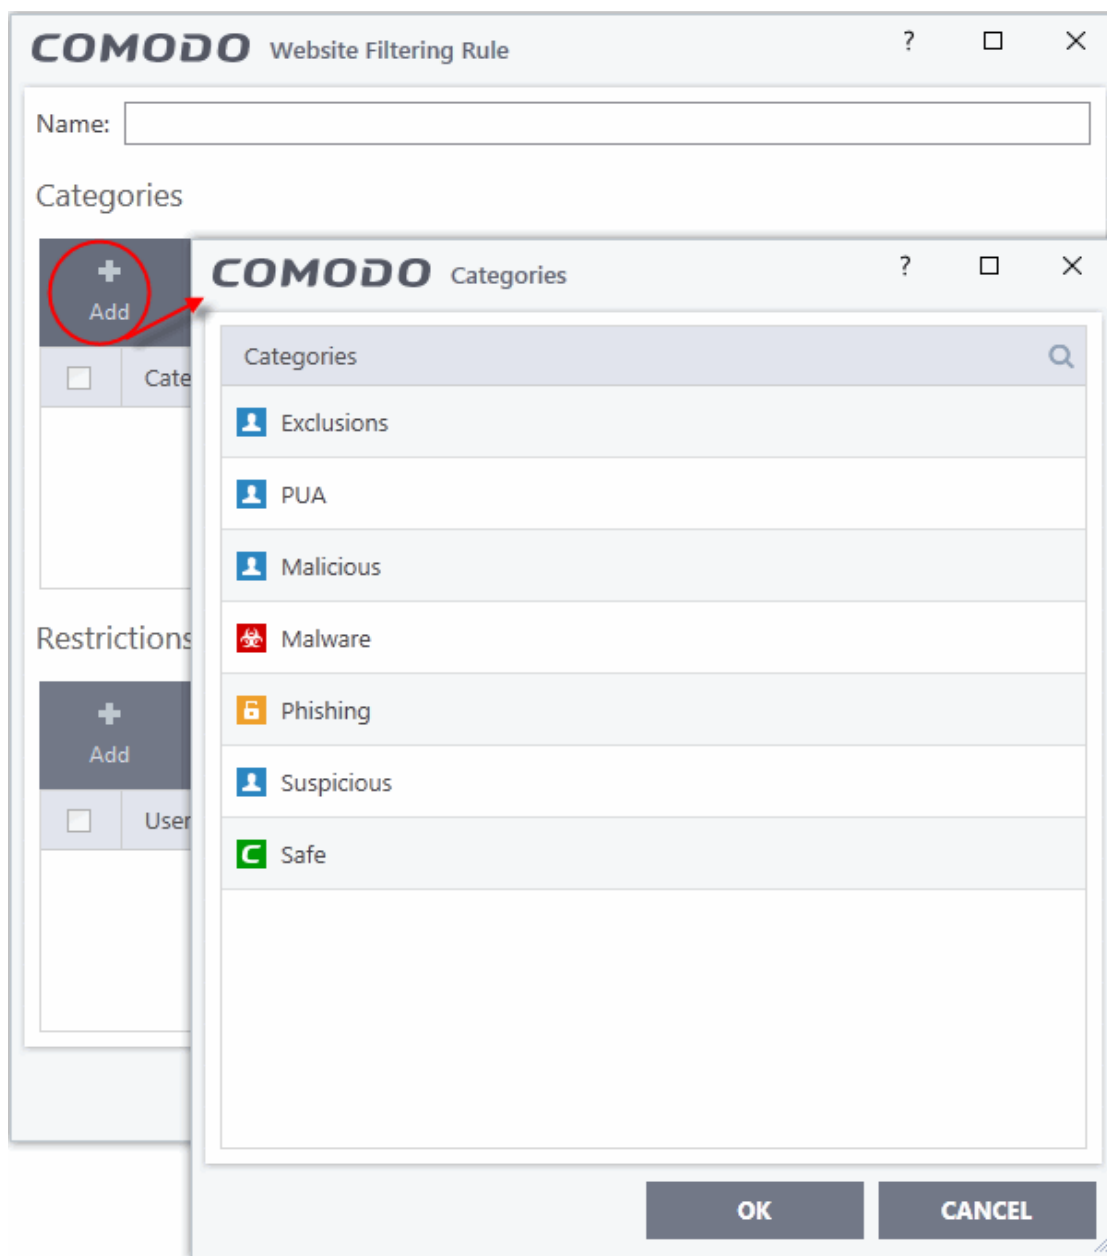 COMODO Website Filtering Rule ?
Name:
Categories
Add
Cate
COMODO Categories ?
Categories
Exclusions
PUA
Malicious
Malware
Phishing
Suspicious
Safe
Restrictions
Add
User
OK CANCEL